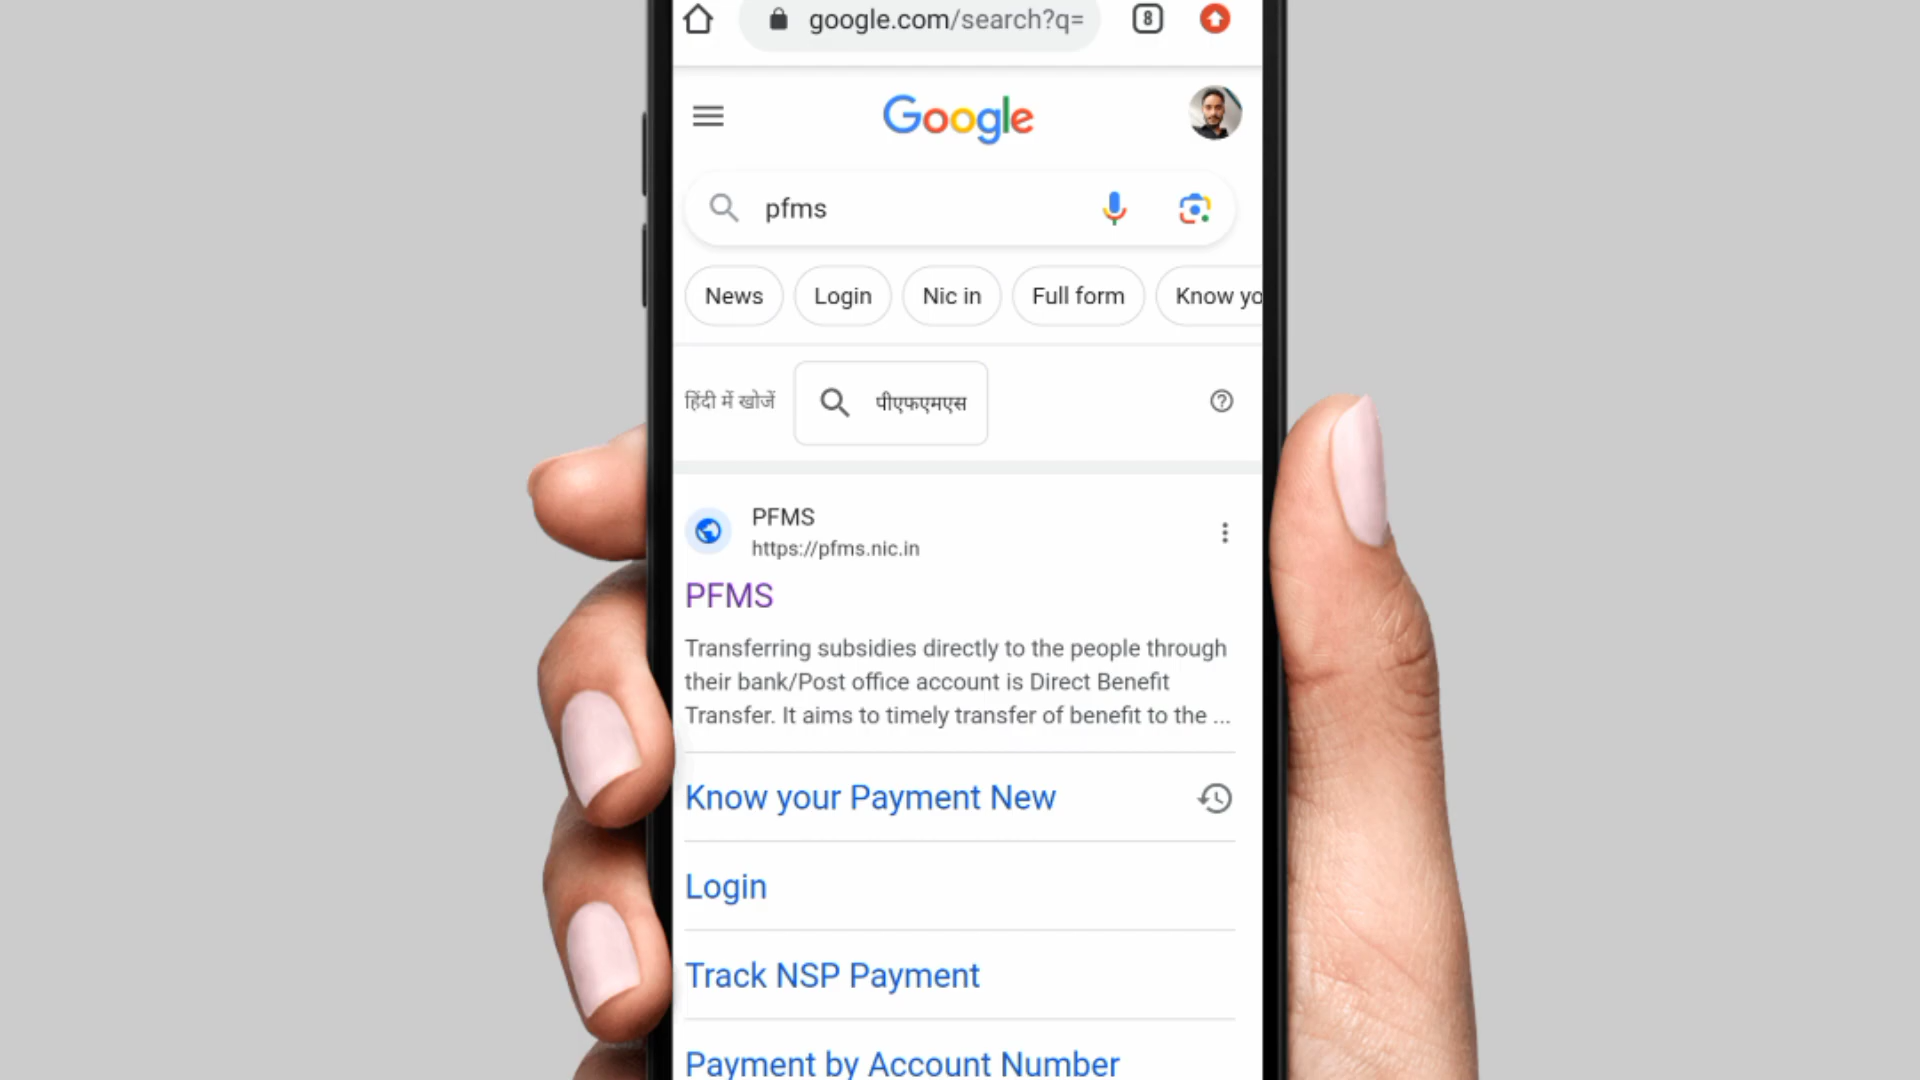 google.com/search?q=
8
Google
pfms
News Login Nic in Full form Know yo
हिंदी में खोजें पीएफएमएस
PFMS
https://pfms.nic.in
PFMS
Transferring subsidies directly to the people through
their bank/Post office account is Direct Benefit
Transfer. It aims to timely transfer of benefit to the ...
Know your Payment New
Login
Track NSP Payment
Payment by Account Number